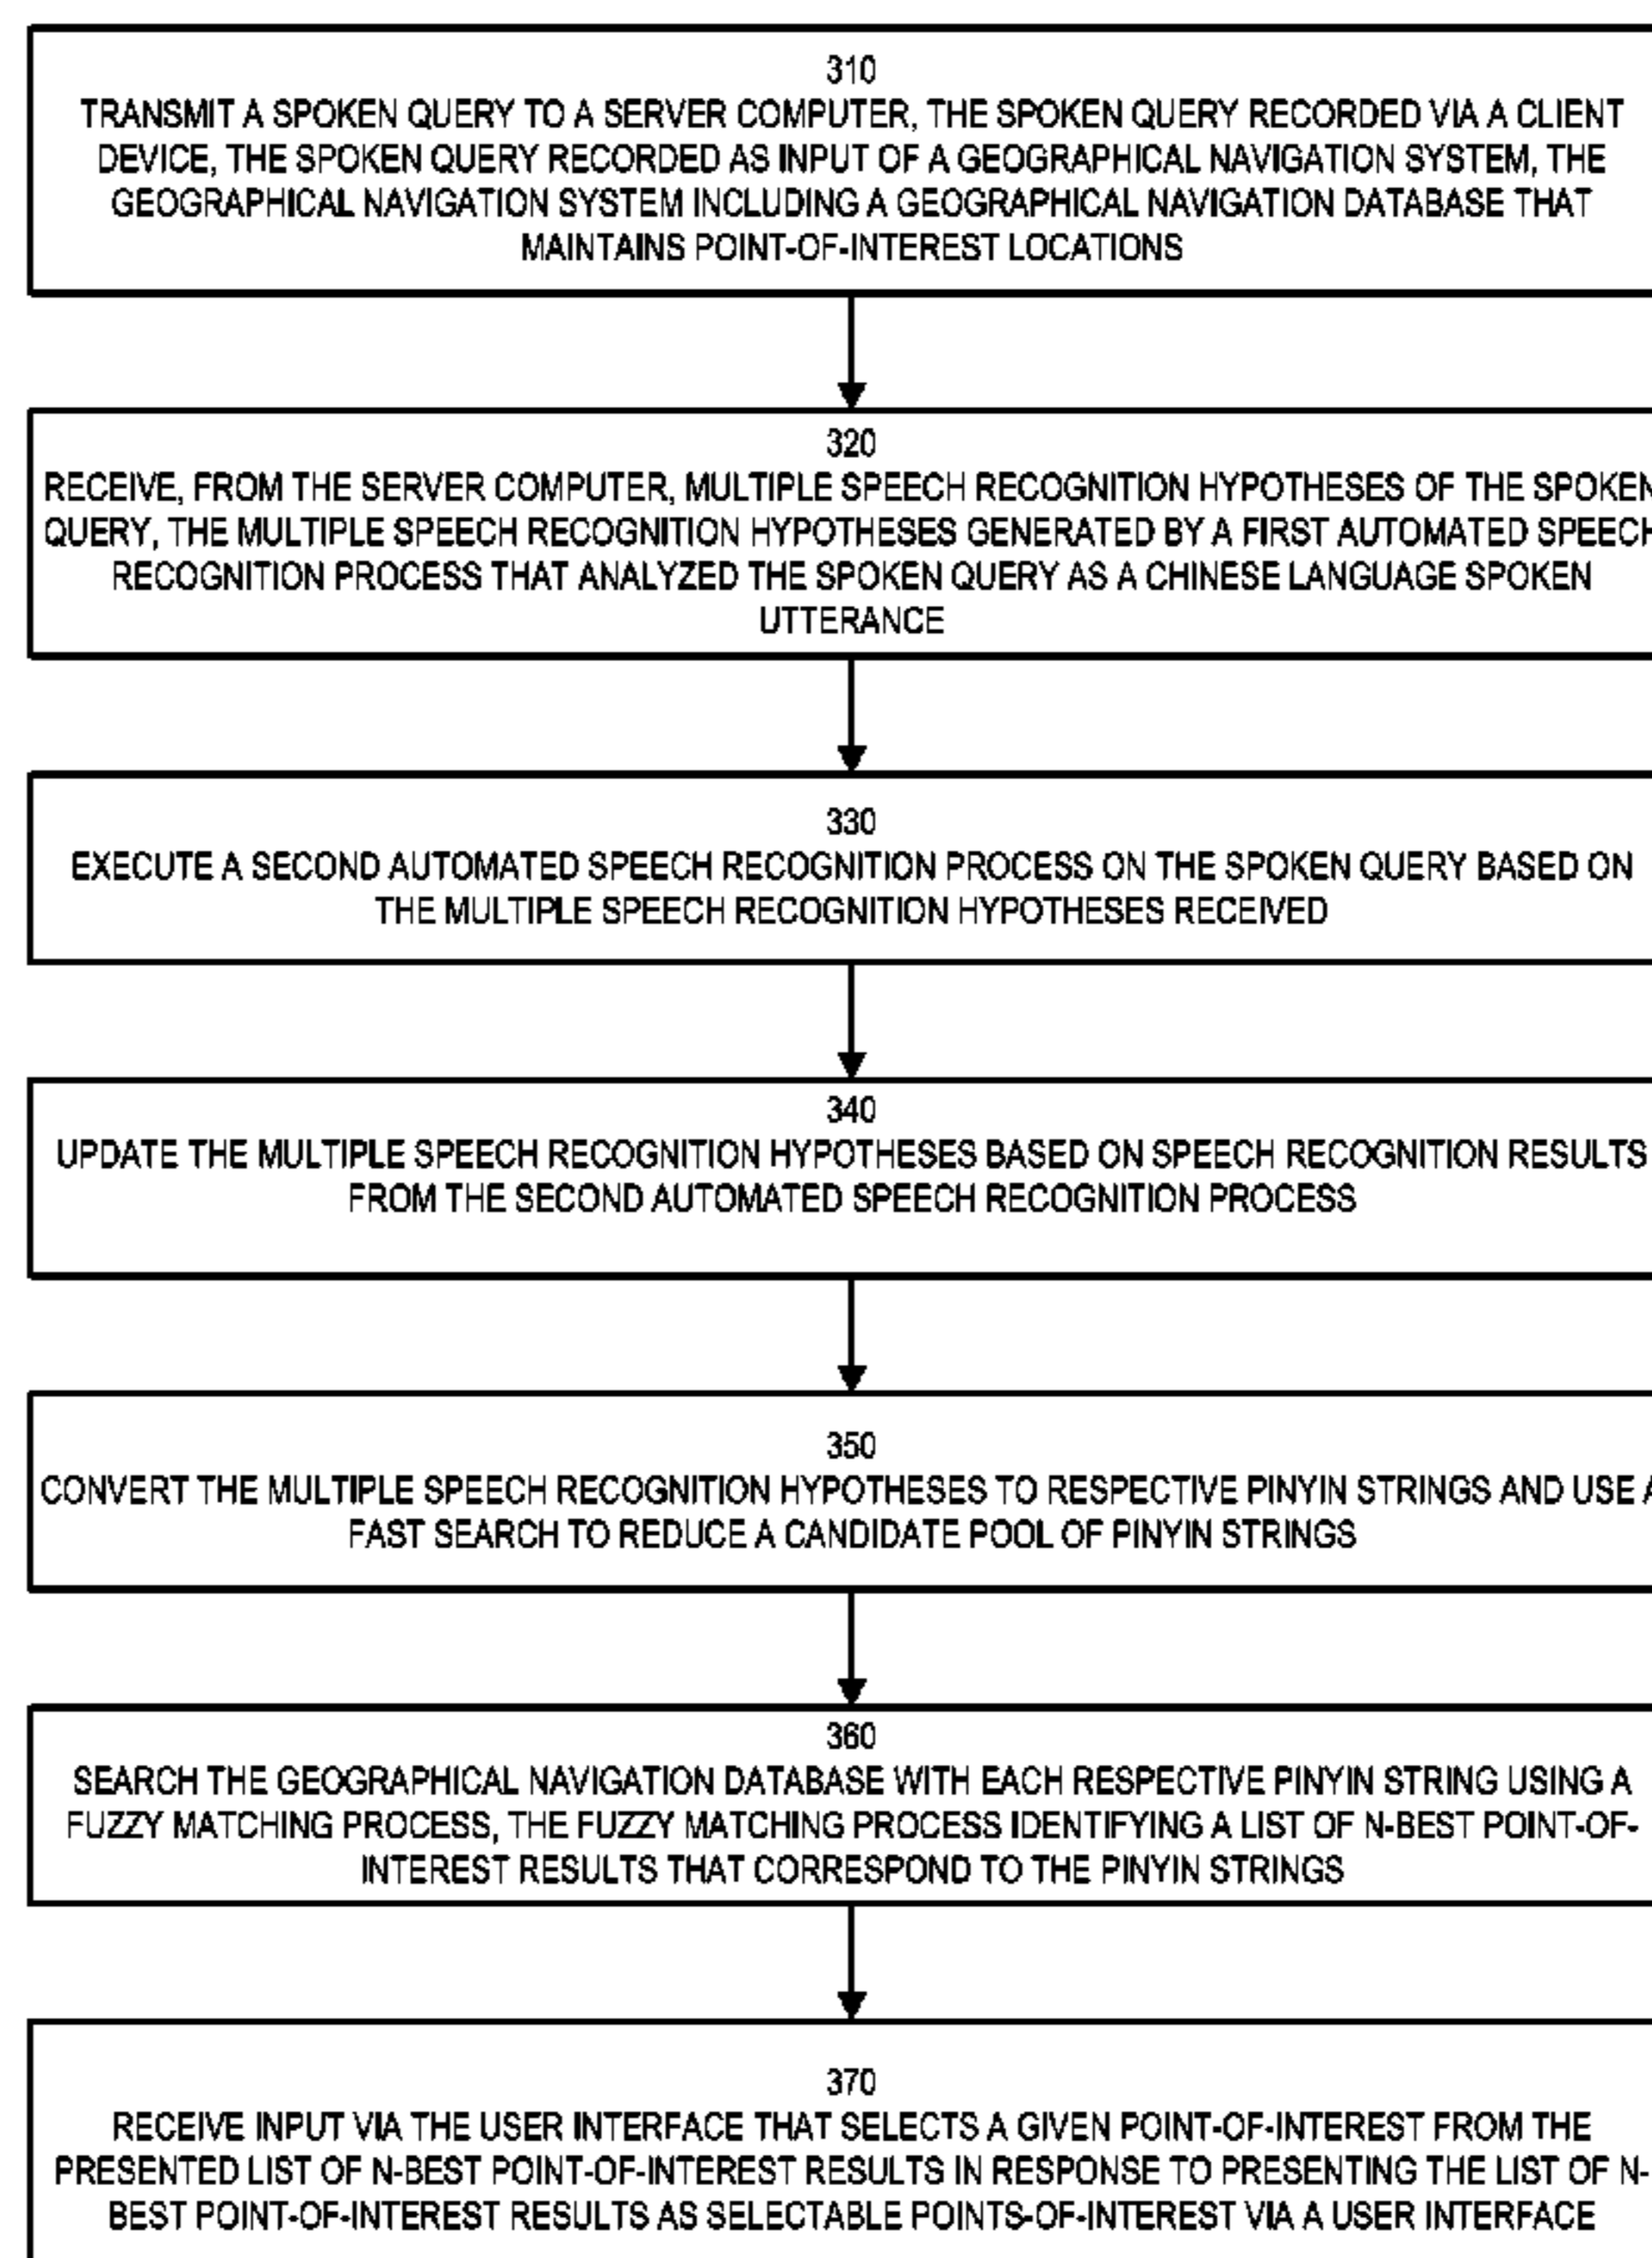 310
TRANSMIT A SPOKEN QUERY TO A SERVER COMPUTER, THE SPOKEN QUERY RECORDED VIA A CLIENT
DEVICE, THE SPOKEN QUERY RECORDED AS INPUT OF A GEOGRAPHICAL NAVIGATION SYSTEM, THE
GEOGRAPHICAL NAVIGATION SYSTEM INCLUDING A GEOGRAPHICAL NAVIGATION DATABASE THAT
MAINTAINS POINT-OF-INTEREST LOCATIONS
320
RECEIVE, FROM THE SERVER COMPUTER, MULTIPLE SPEECH RECOGNITION HYPOTHESES OF THE SPOKEN
QUERY, THE MULTIPLE SPEECH RECOGNITION HYPOTHESES GENERATED BY A FIRST AUTOMATED SPEECH
RECOGNITION PROCESS THAT ANALYZED THE SPOKEN QUERY AS A CHINESE LANGUAGE SPOKEN
UTTERANCE
330
EXECUTE A SECOND AUTOMATED SPEECH RECOGNITION PROCESS ON THE SPOKEN QUERY BASED ON
THE MULTIPLE SPEECH RECOGNITION HYPOTHESES RECEIVED
340
UPDATE THE MULTIPLE SPEECH RECOGNITION HYPOTHESES BASED ON SPEECH RECOGNITION RESULTS
FROM THE SECOND AUTOMATED SPEECH RECOGNITION PROCESS
350
CONVERT THE MULTIPLE SPEECH RECOGNITION HYPOTHESES TO RESPECTIVE PINYIN STRINGS AND USE A
FAST SEARCH TO REDUCE A CANDIDATE POOL OF PINYIN STRINGS
360
SEARCH THE GEOGRAPHICAL NAVIGATION DATABASE WITH EACH RESPECTIVE PINYIN STRING USING A
FUZZY MATCHING PROCESS, THE FUZZY MATCHING PROCESS IDENTIFYING A LIST OF N-BEST POINT-OF-
INTEREST RESULTS THAT CORRESPOND TO THE PINYIN STRINGS
370
RECEIVE INPUT VIA THE USER INTERFACE THAT SELECTS A GIVEN POINT-OF-INTEREST FROM THE
PRESENTED LIST OF N-BEST POINT-OF-INTEREST RESULTS IN RESPONSE TO PRESENTING THE LIST OF N-
BEST POINT-OF-INTEREST RESULTS AS SELECTABLE POINTS-OF-INTEREST VIA A USER INTERFACE